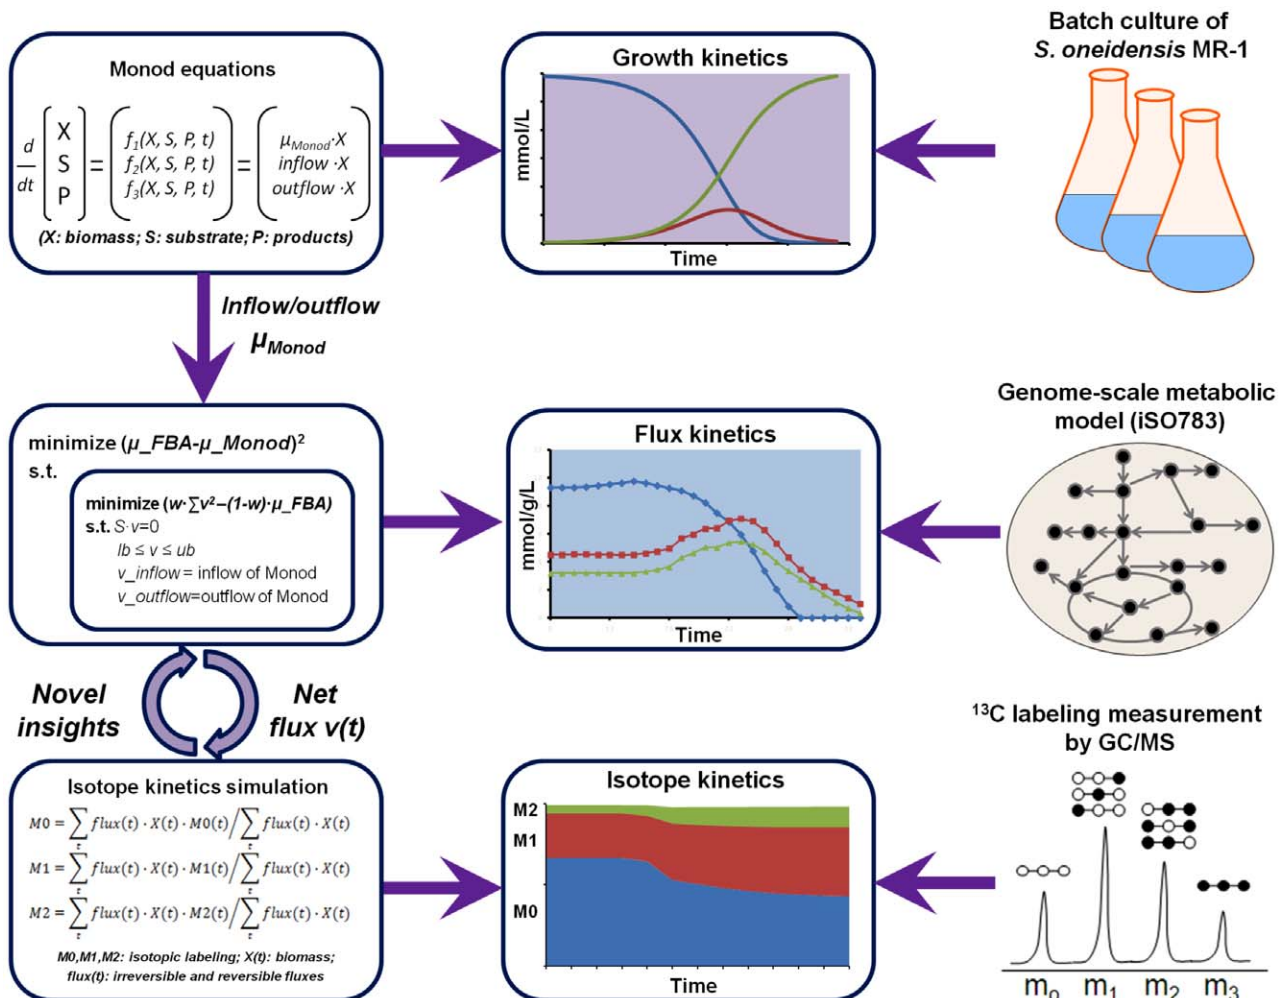 Monod equations
d
dt
X
S
P
=
f1(X, S, P, t)
f2(X, S, P, t)
f3(X, S, P, t)
=
μMonod·X
inflow ·X
outflow ·X
(X: biomass; S: substrate; P: products)
Growth kinetics
mmol/L
Time
Batch culture of
S. oneidensis MR-1
Inflow/outflow
μMonod
minimize (μ_FBA-μ_Monod)²
s.t.
minimize (w·∑v²–(1-w)·μ_FBA)
s.t. S·v=0
lb ≤ v ≤ ub
v_inflow = inflow of Monod
v_outflow=outflow of Monod
Flux kinetics
mmol/g/L
Time
Genome-scale metabolic
model (iSO783)
Novel
insights
Net
flux v(t)
Isotope kinetics simulation
M0 = ∑t flux(t) · X(t) · M0(t) / ∑t flux(t) · X(t)
M1 = ∑t flux(t) · X(t) · M1(t) / ∑t flux(t) · X(t)
M2 = ∑t flux(t) · X(t) · M2(t) / ∑t flux(t) · X(t)
M0,M1,M2: isotopic labeling; X(t): biomass;
flux(t): irreversible and reversible fluxes
Isotope kinetics
M2
M1
M0
Time
¹³C labeling measurement
by GC/MS
mo m1 m2 m3